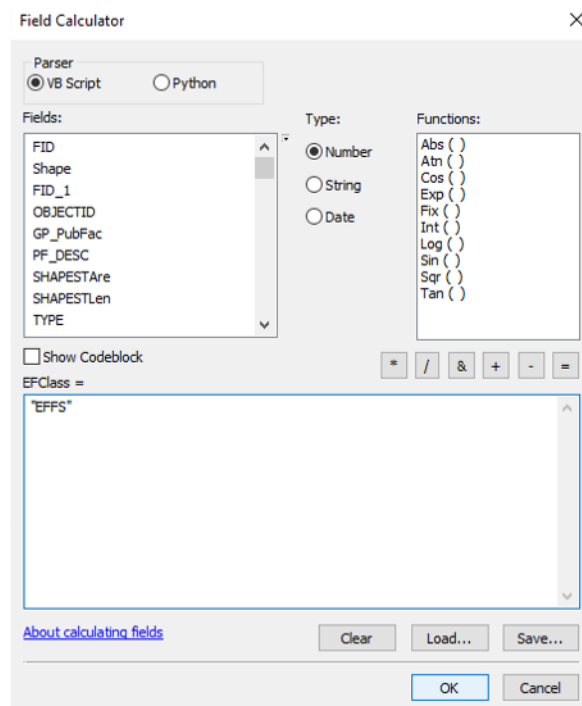 Field Calculator
Parser
VB Script
Python
Fields:
FID
Shape
FID_1
OBJECTID
GP_PubFac
PF_DESC
SHAPESTAre
SHAPESTLen
TYPE
Type:
Number
String
Date
Functions:
Abs ( )
Atn ( )
Cos ( )
Exp ( )
Fix ( )
Int ( )
Log ( )
Sin ( )
Sqr ( )
Tan ( )
Show Codeblock
* / & + - =
EFClass =
"EFFS"
About calculating fields
Clear
Load...
Save...
OK
Cancel